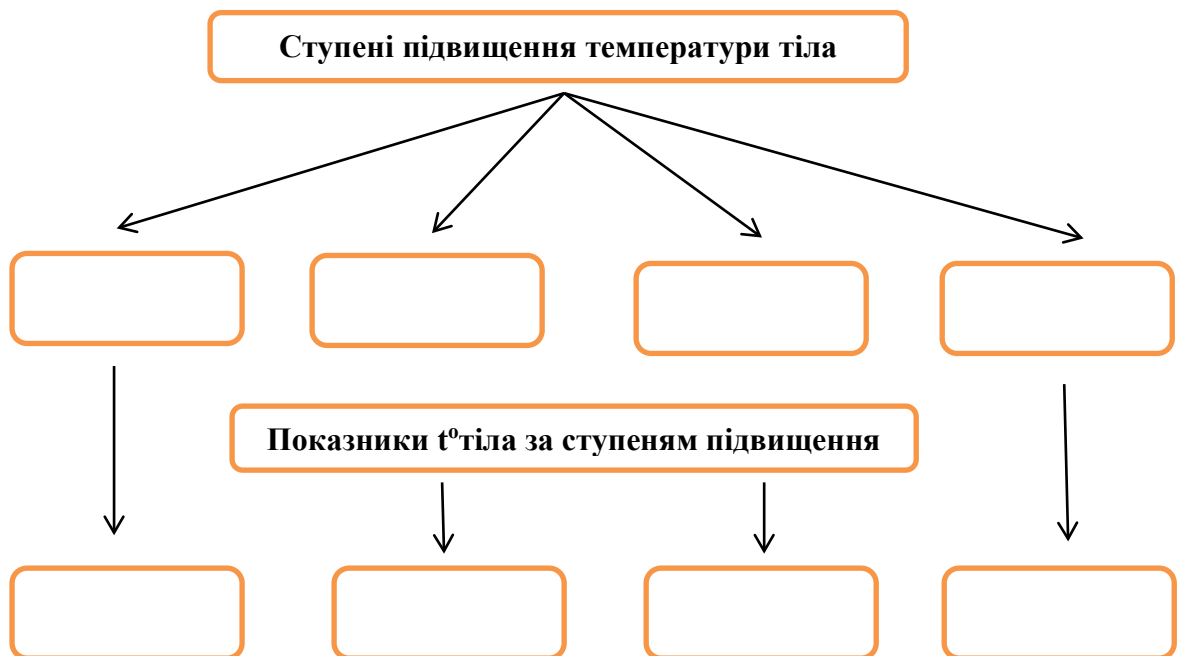 Ступені підвищення температури тіла
Показники tºтіла за ступеням підвищення